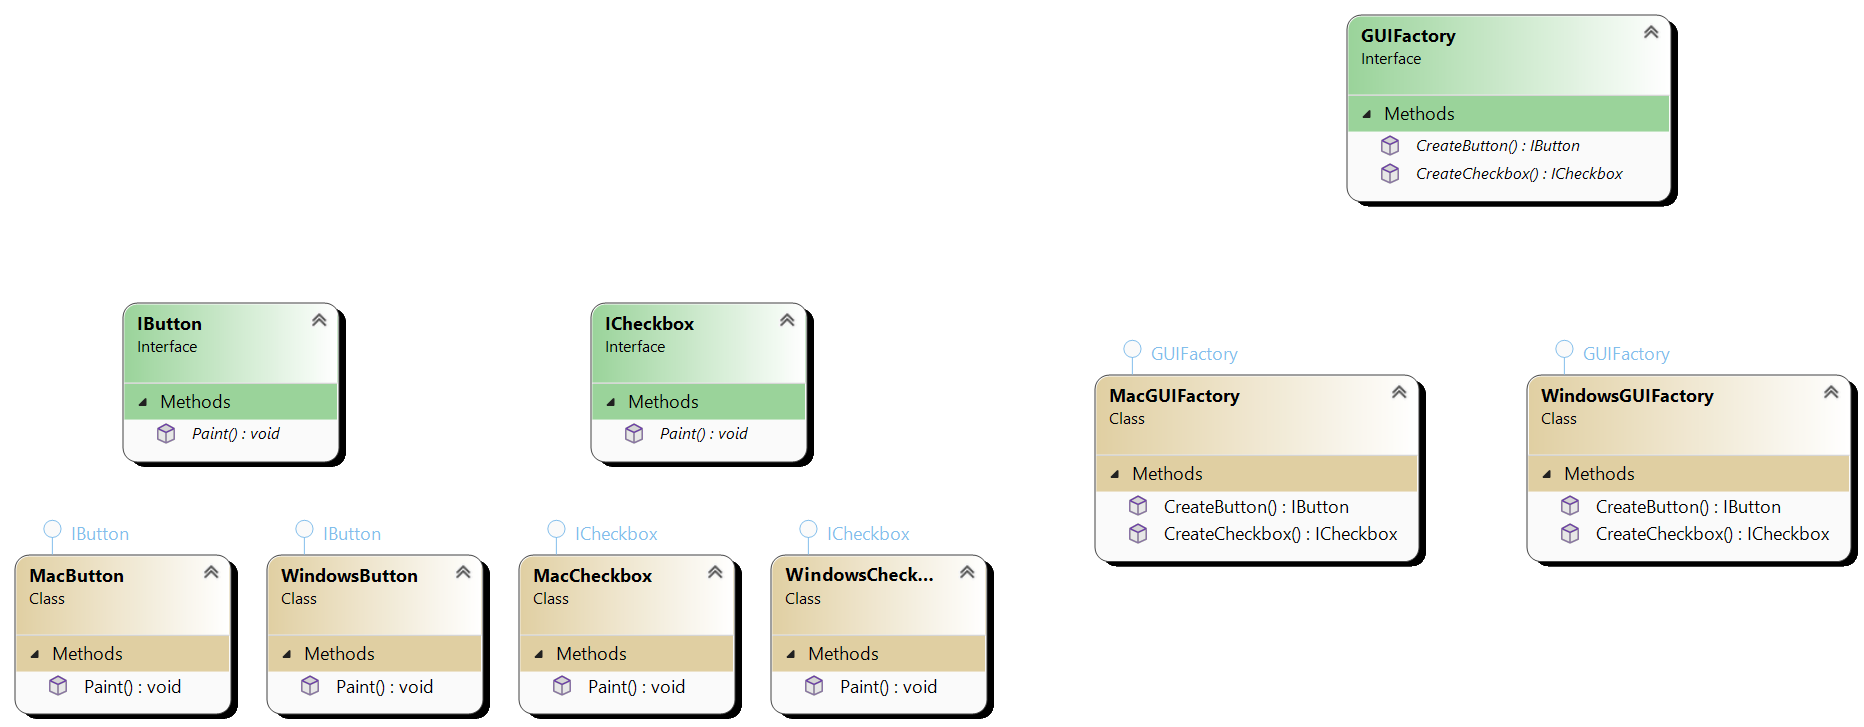 GUIFactory
Interface
Methods
CreateButton() : IButton
CreateCheckbox() : ICheckbox
IButton
Interface
Methods
Paint() : void
ICheckbox
Interface
Methods
Paint() : void
GUIFactory
MacGUIFactory
Class
Methods
CreateButton() : IButton
CreateCheckbox() : ICheckbox
GUIFactory
WindowsGUIFactory
Class
Methods
CreateButton() : IButton
CreateCheckbox() : ICheckbox
IButton
MacButton
Class
Methods
Paint() : void
IButton
WindowsButton
Class
Methods
Paint() : void
ICheckbox
MacCheckbox
Class
Methods
Paint() : void
ICheckbox
WindowsCheck...
Class
Methods
Paint() : void